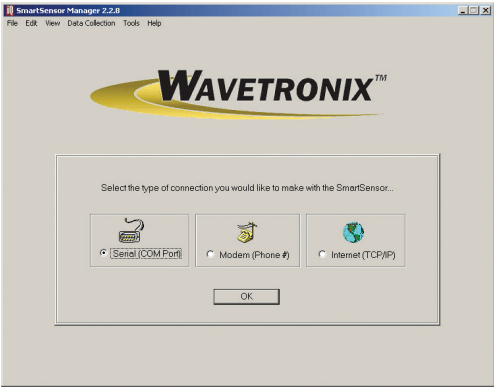 SmartSensor Manager 2.2.8
File Edit View Data Collection Tools Help
WAVETRONIX™
Select the type of connection you would like to make with the SmartSensor...
Serial (COM Port) Modem (Phone #) Internet (TCP/IP)
OK